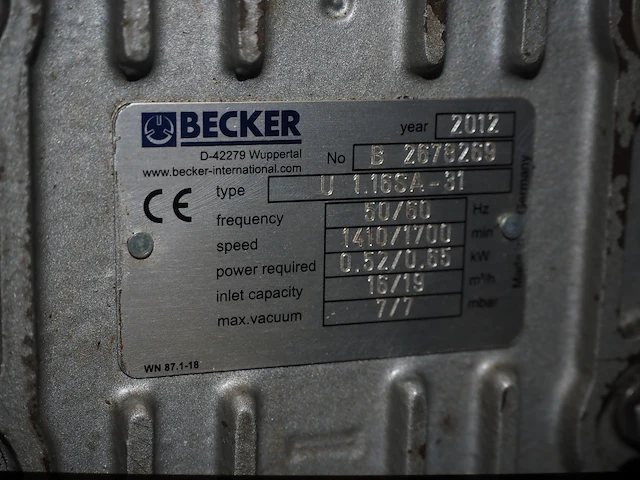 BECKER
year 2012
D-42279 Wuppertal
No B 2678269
www.becker-international.com
type U 1.16SA-31
CE
frequency 50/60 Hz
speed 1410/1700 min
power required 0.52/0.65 kW
inlet capacity 16/19 m³/h
max.vacuum 7/7 mbar
WN 87.1-18
Germany